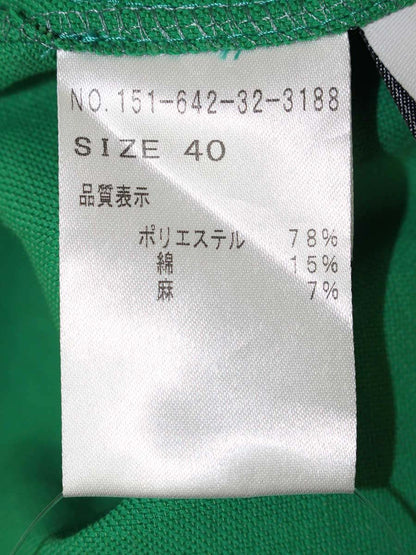 NO.151-642-32-3188
SIZE 40
品質表示
ポリエステル 78%
綿 15%
麻 7%